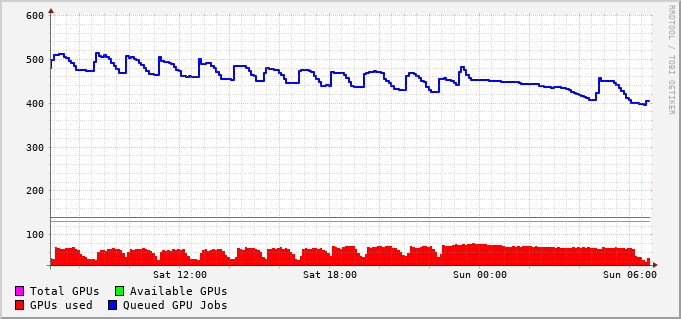 600
500
400
300
200
100
Sat 12:00 Sat 18:00 Sun 00:00 Sun 06:00
Total GPUs Available GPUs
GPUs used Queued GPU Jobs
RRDTOOL / TOBI OETIKER